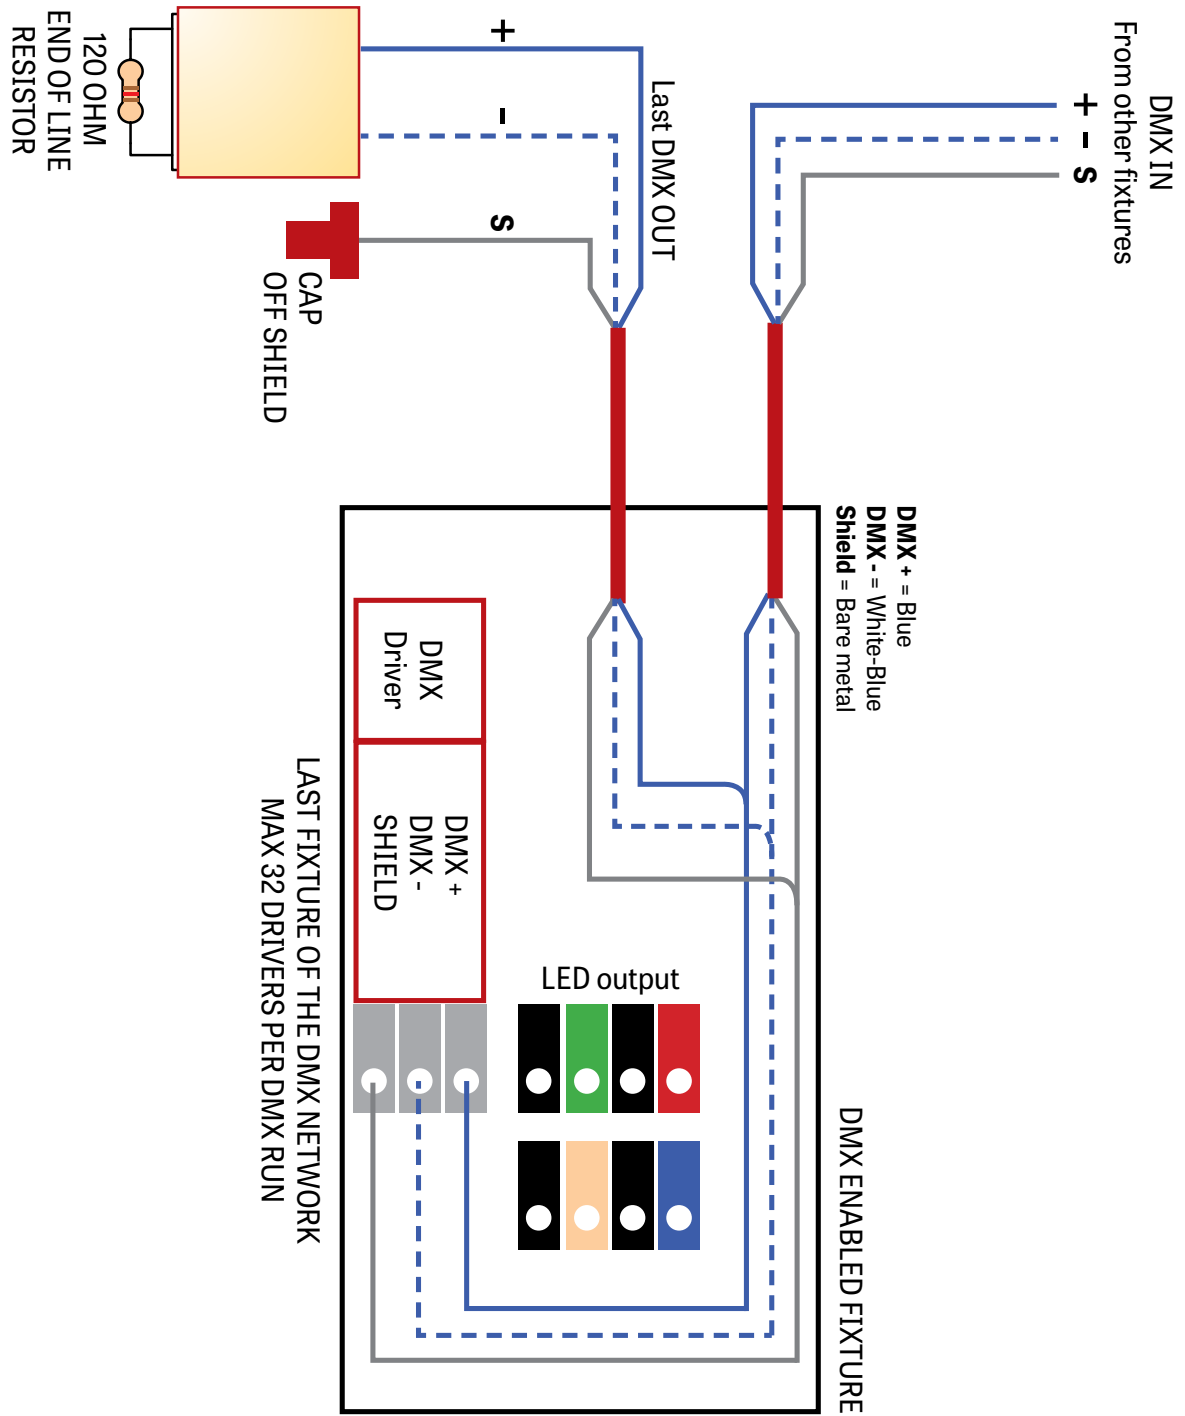 DMX IN
From other fixtures
+
-
s
Last DMX OUT
+
-
s
120 OHM
END OF LINE
RESISTOR
CAP
OFF SHIELD
DMX + = Blue
DMX - = White-Blue
Shield = Bare metal
DMX ENABLED FIXTURE
LED output
DMX
Driver
DMX +
DMX -
SHIELD
LAST FIXTURE OF THE DMX NETWORK
MAX 32 DRIVERS PER DMX RUN